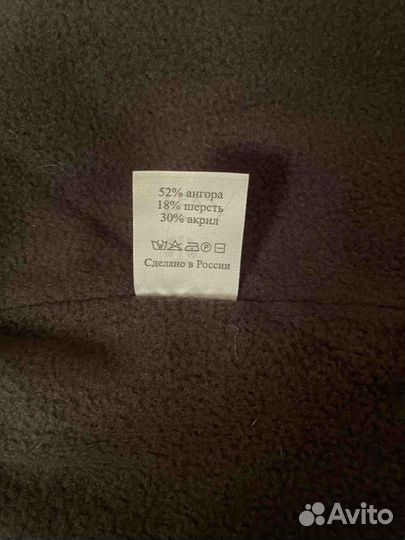 52% ангора
18% шерсть
30% акрил
Сделано в России
Avito